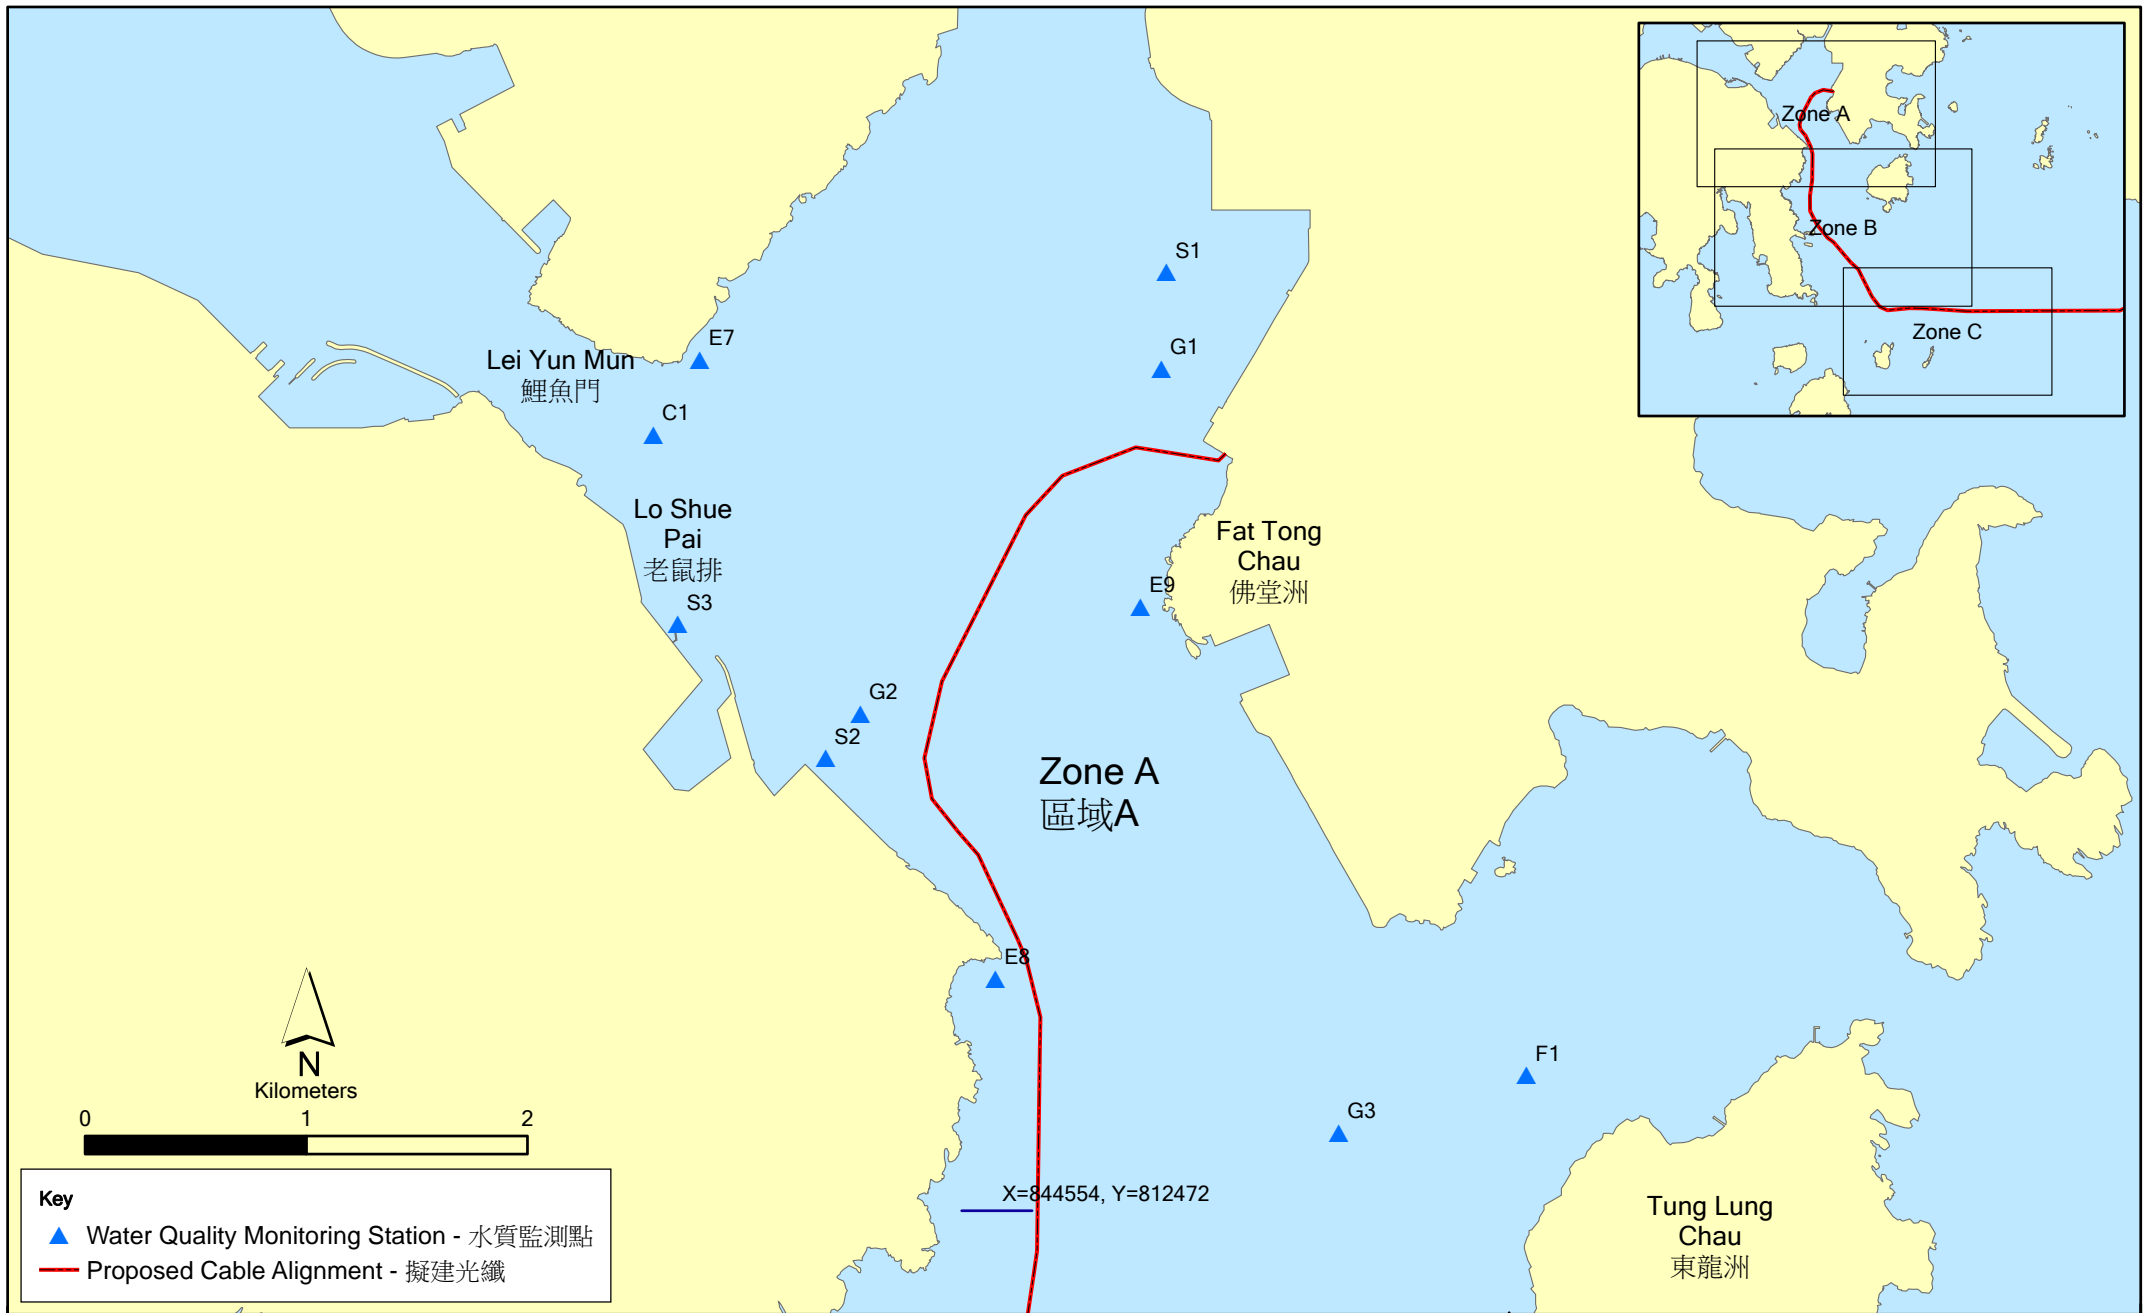 Zone A
Zone B
Zone C
S1
G1
E7
Lei Yun Mun
鯉魚門
C1
Lo Shue
Pai
老鼠排
S3
Fat Tong
Chau
佛堂洲
E9
G2
S2
Zone A
區域A
E8
F1
G3
X=844554, Y=812472
Tung Lung
Chau
東龍洲
N
Kilometers
0 1 2
Key
Water Quality Monitoring Station - 水質監測點
Proposed Cable Alignment - 擬建光纖